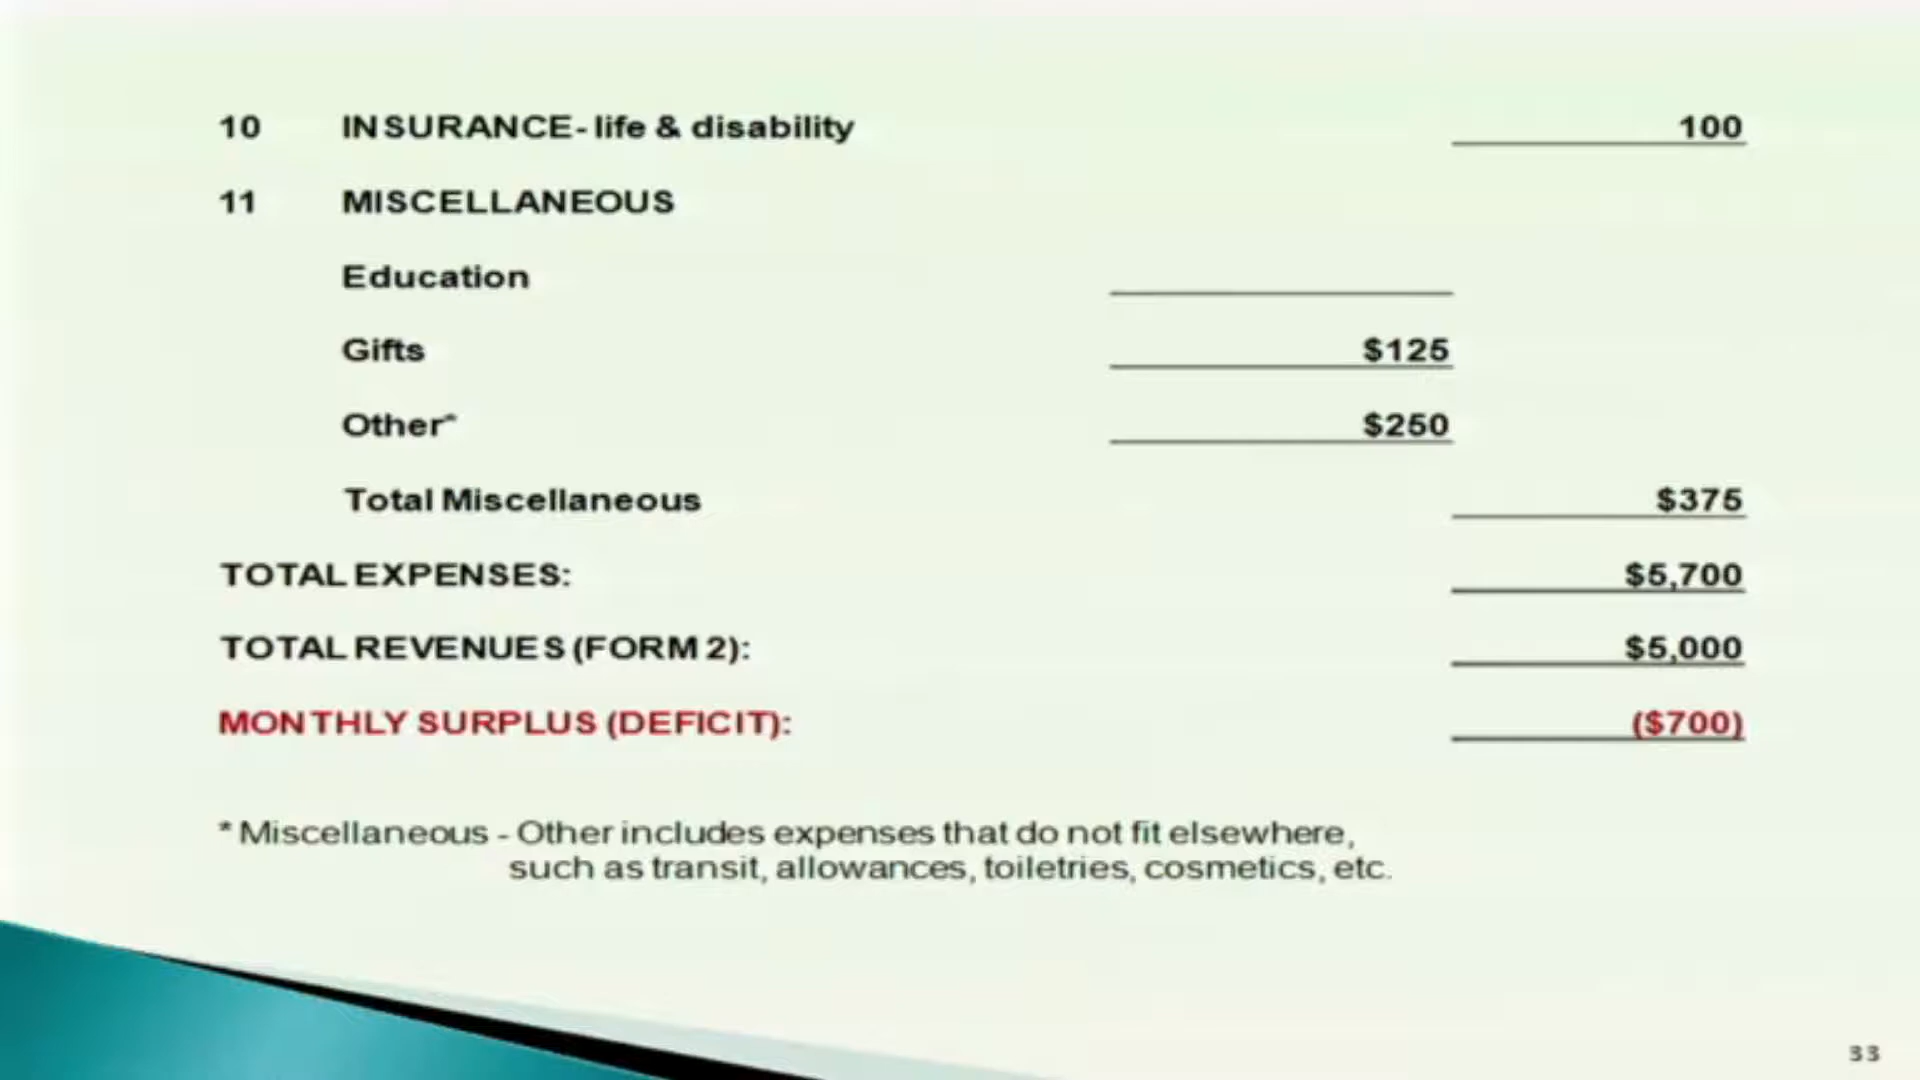 10 INSURANCE- life & disability 100
11 MISCELLANEOUS
Education
Gifts $125
Other* $250
Total Miscellaneous $375
TOTAL EXPENSES: $5,700
TOTAL REVENUES (FORM 2): $5,000
MONTHLY SURPLUS (DEFICIT): ($700)
* Miscellaneous - Other includes expenses that do not fit elsewhere,
such as transit, allowances, toiletries, cosmetics, etc.
33